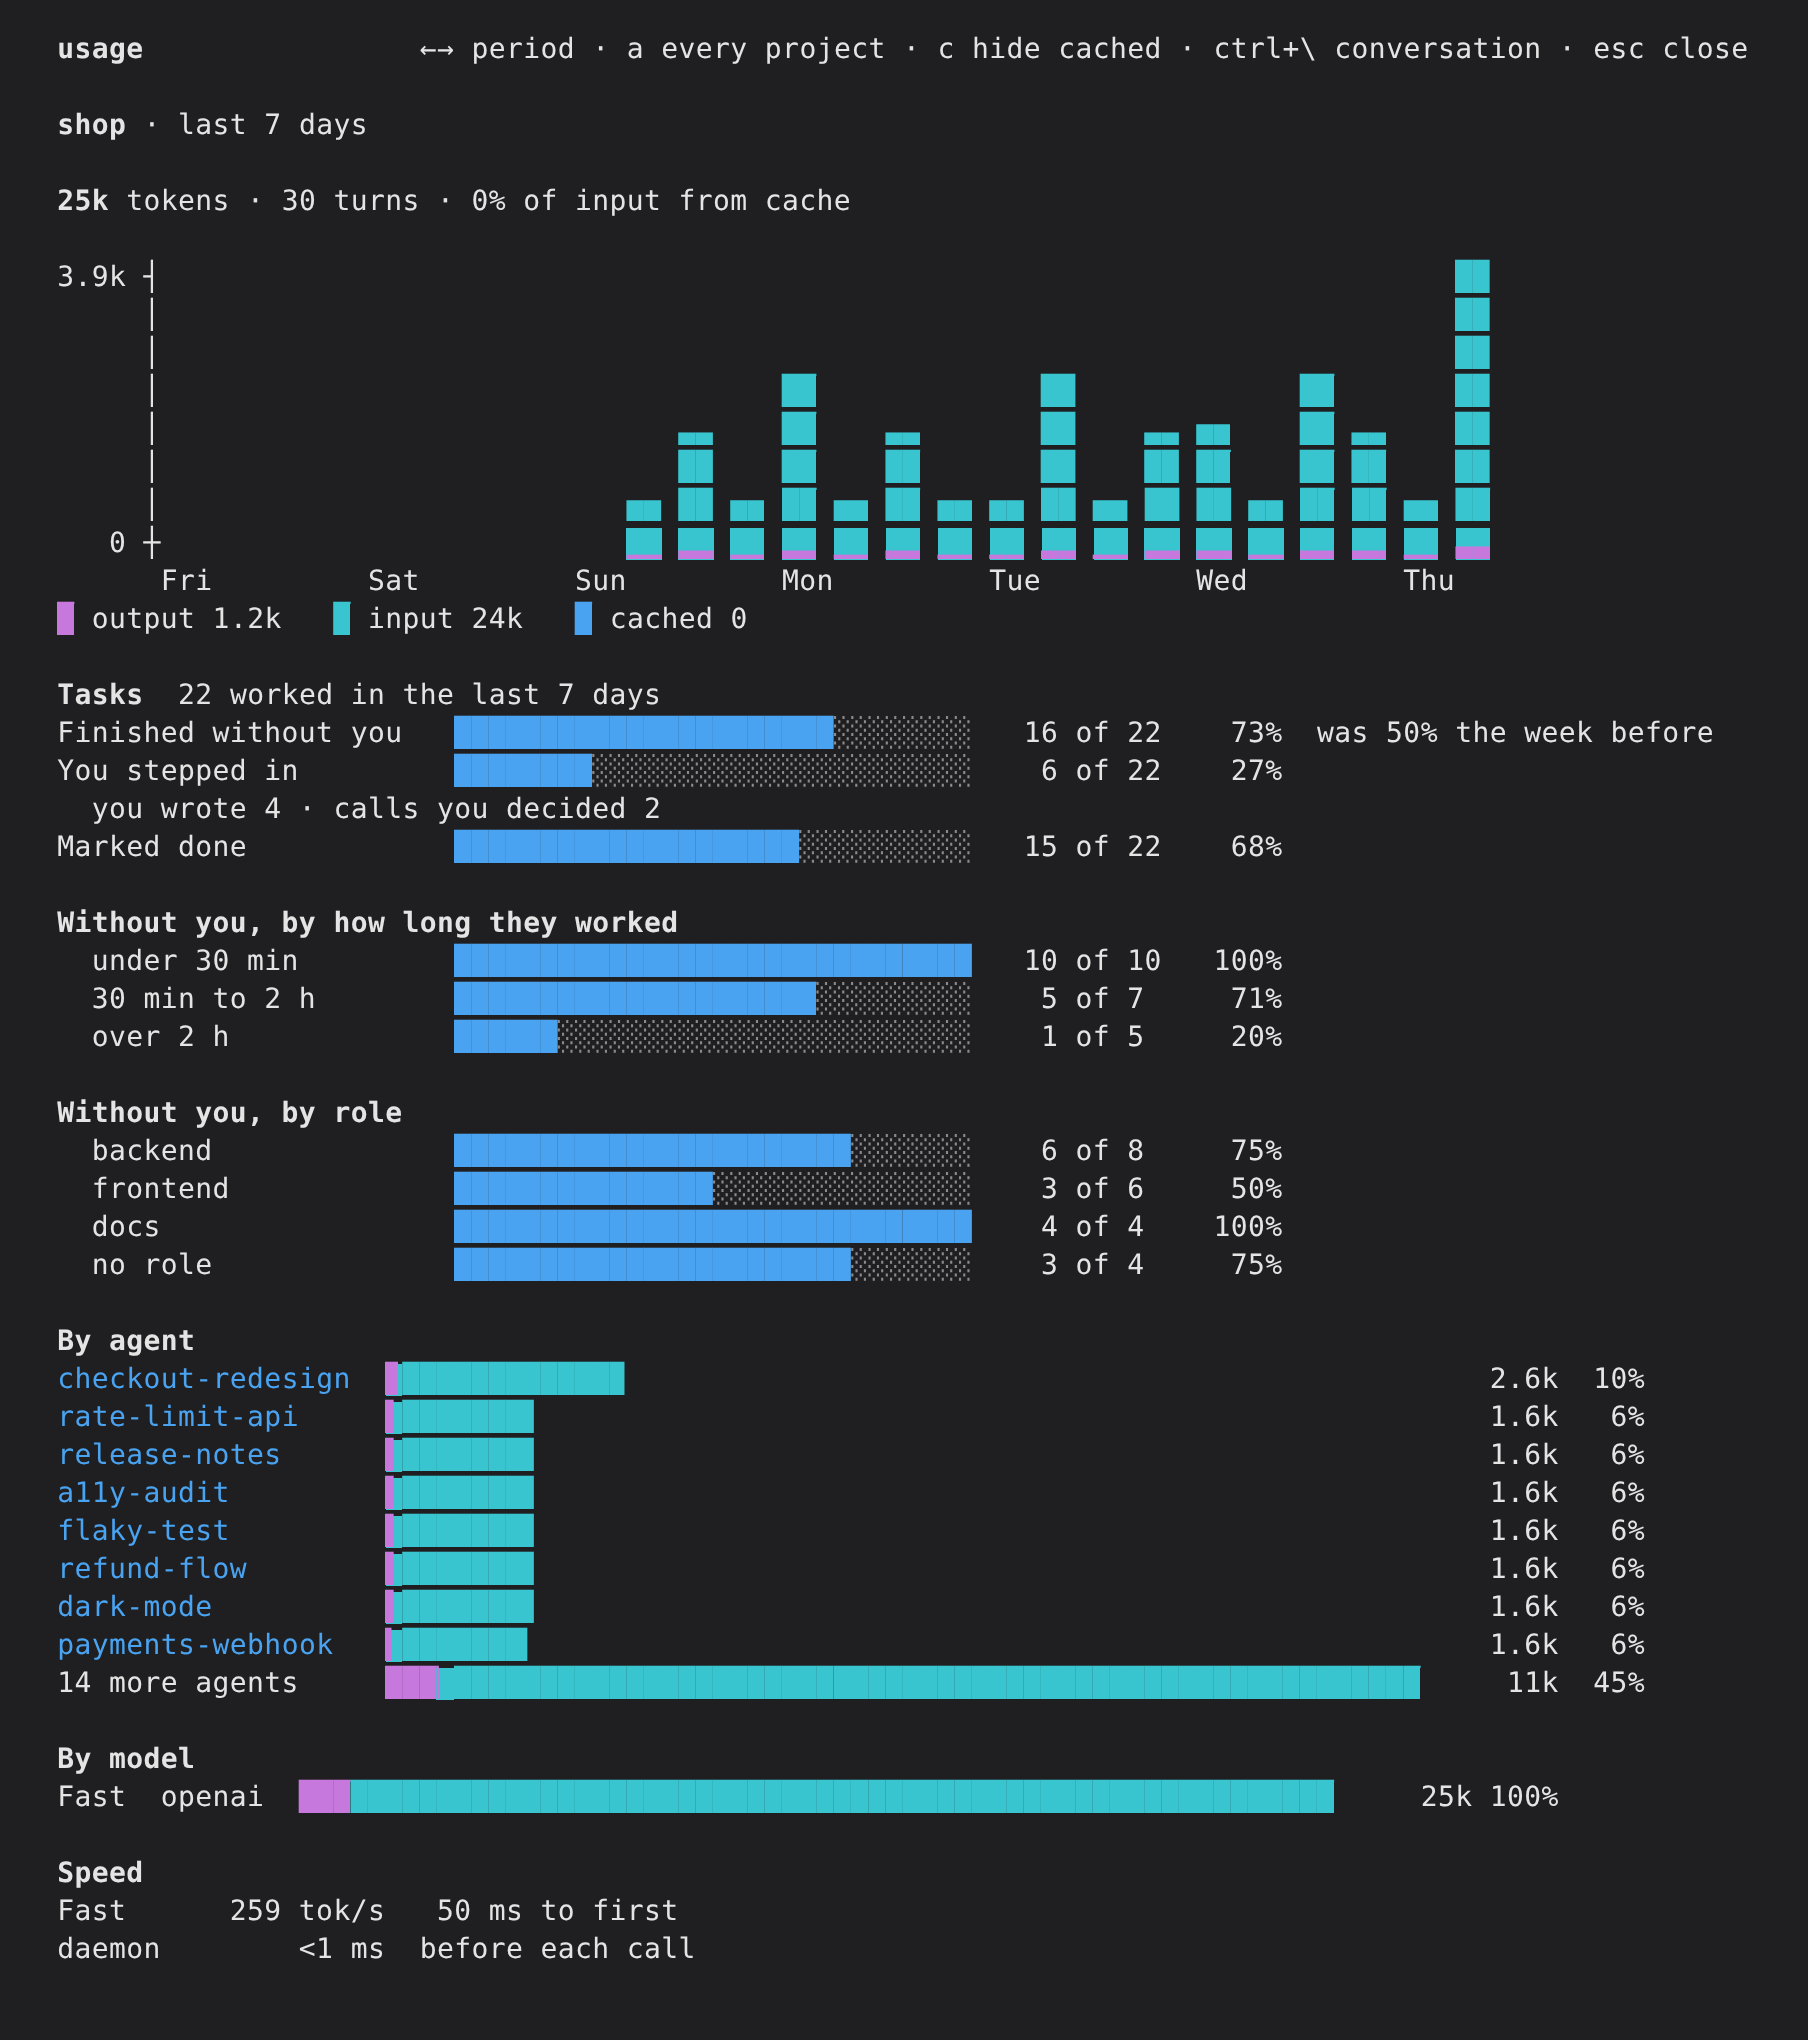 usage ←→ period · a every project · c hide cached · ctrl+\ conversation · esc close
shop · last 7 days
25k tokens · 30 turns · 0% of input from cache
3.9k
0
Fri Sat Sun Mon Tue Wed Thu
output 1.2k input 24k cached 0
Tasks 22 worked in the last 7 days
Finished without you 16 of 22 73% was 50% the week before
You stepped in 6 of 22 27%
you wrote 4 · calls you decided 2
Marked done 15 of 22 68%
Without you, by how long they worked
under 30 min 10 of 10 100%
30 min to 2 h 5 of 7 71%
over 2 h 1 of 5 20%
Without you, by role
backend 6 of 8 75%
frontend 3 of 6 50%
docs 4 of 4 100%
no role 3 of 4 75%
By agent
checkout-redesign 2.6k 10%
rate-limit-api 1.6k 6%
release-notes 1.6k 6%
a11y-audit 1.6k 6%
flaky-test 1.6k 6%
refund-flow 1.6k 6%
dark-mode 1.6k 6%
payments-webhook 1.6k 6%
14 more agents 11k 45%
By model
Fast openai 25k 100%
Speed
Fast 259 tok/s 50 ms to first
daemon <1 ms before each call